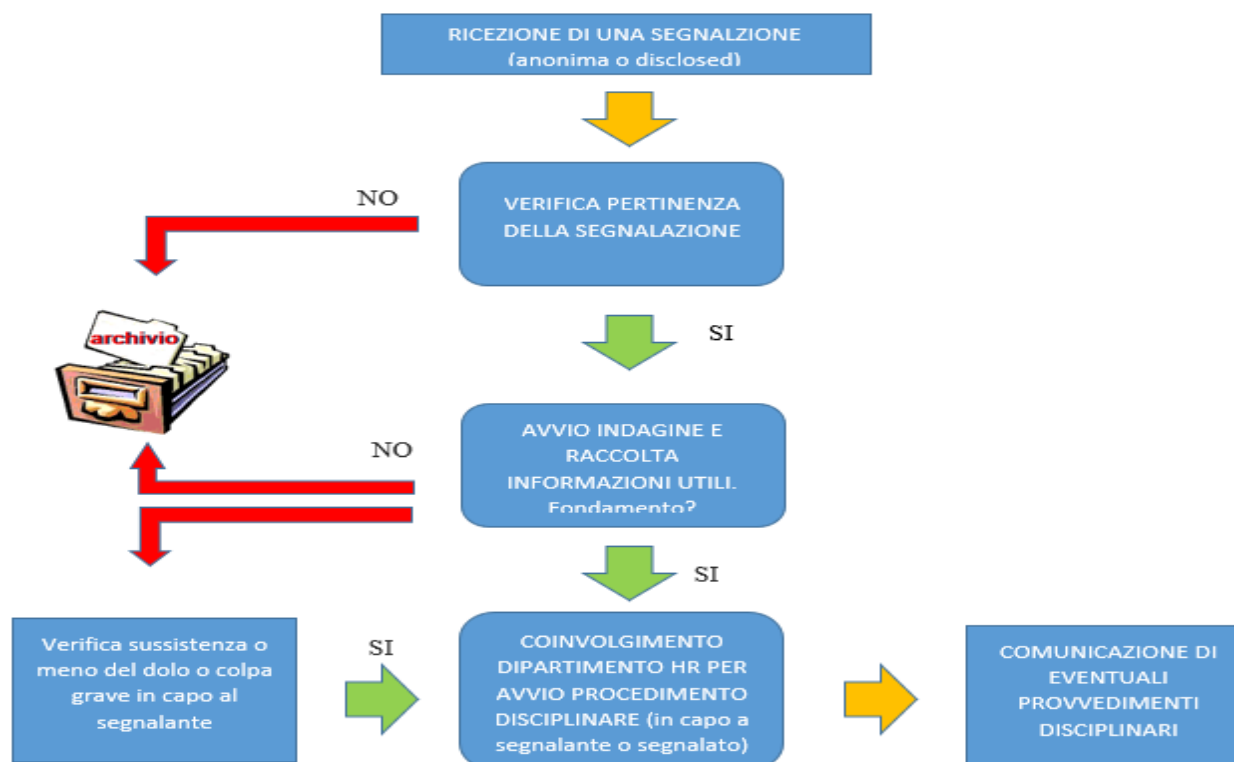 RICEZIONE DI UNA SEGNALZIONE
(anonima o disclosed)
NO
VERIFICA PERTINENZA
DELLA SEGNALAZIONE
archivio
SI
NO
AVVIO INDAGINE E
RACCOLTA
INFORMAZIONI UTILI.
Fondamento?
SI
Verifica sussistenza o
meno del dolo o colpa
grave in capo al
segnalante
SI
COINVOLGIMENTO
DIPARTIMENTO HR PER
AVVIO PROCEDIMENTO
DISCIPLINARE (in capo a
segnalante o segnalato)
COMUNICAZIONE DI
EVENTUALI
PROVVEDIMENTI
DISCIPLINARI